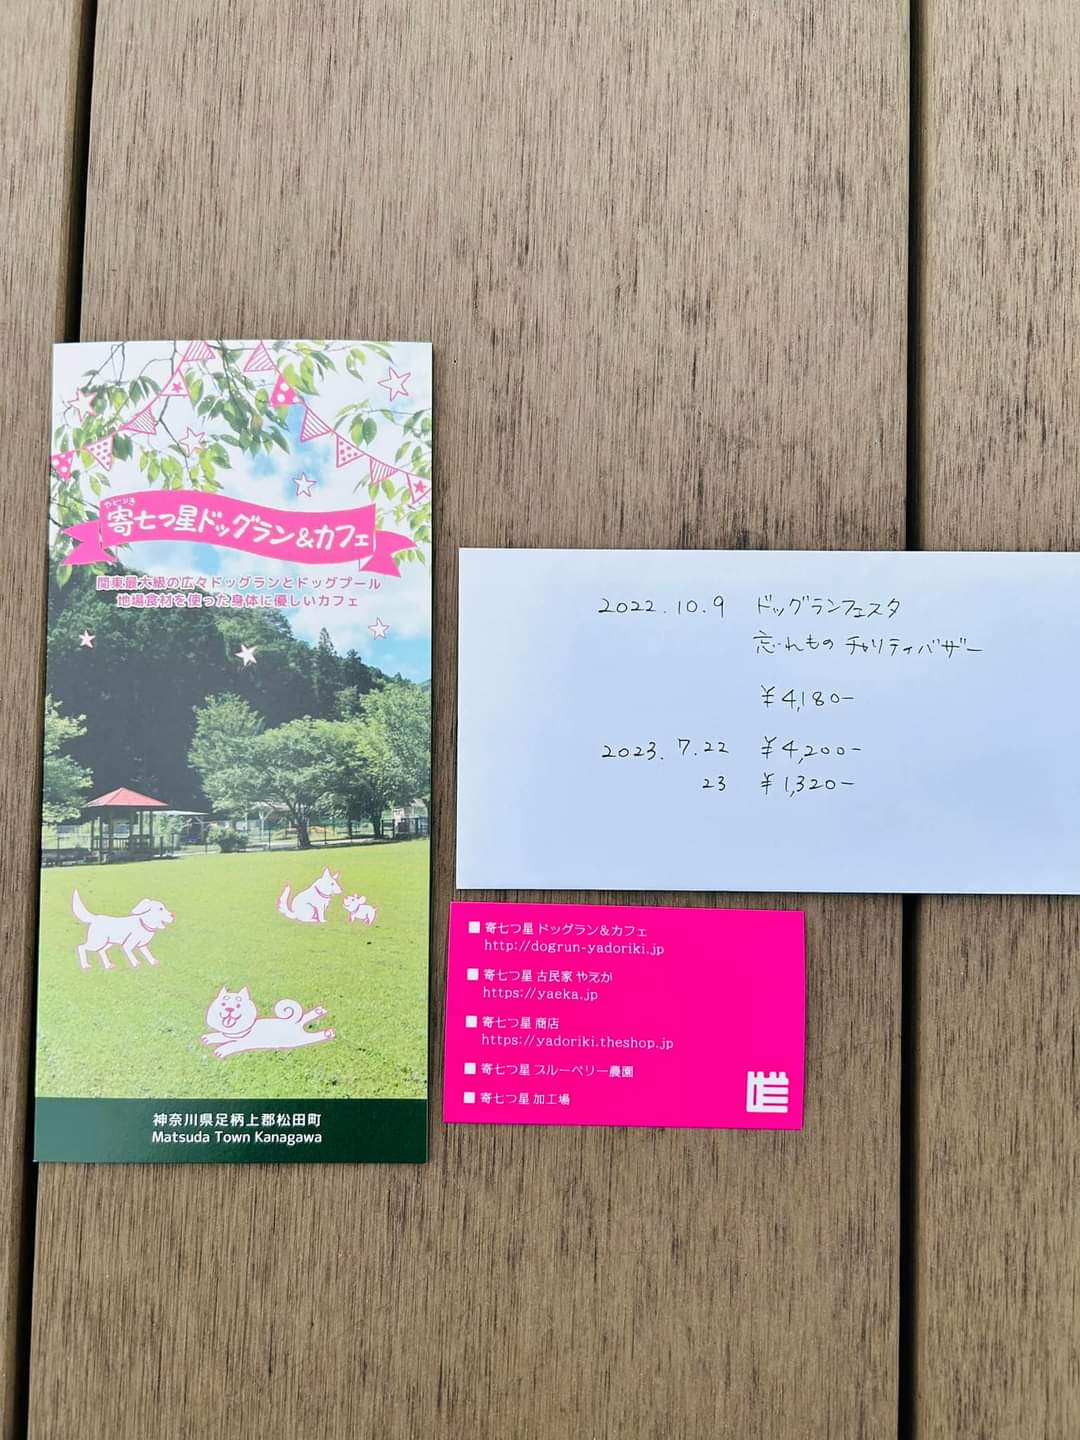 やどりき
寄七つ星ドッグラン&カフェ
関東最大級の広々ドッグランとドッグプール
地場食材を使った身体に優しいカフェ
神奈川県足柄上郡松田町
Matsuda Town Kanagawa
2022.10.9 ドッグランフェスタ
忘れもの チャリティバザー
¥4,180-
2023.7.22 ¥4,200-
23 ¥1,320-
■ 寄七つ星 ドッグラン&カフェ
http://dogrun-yadoriki.jp
■ 寄七つ星 古民家 やえか
https://yaeka.jp
■ 寄七つ星 商店
https://yadoriki.theshop.jp
■ 寄七つ星 ブルーベリー農園
■ 寄七つ星 加工場